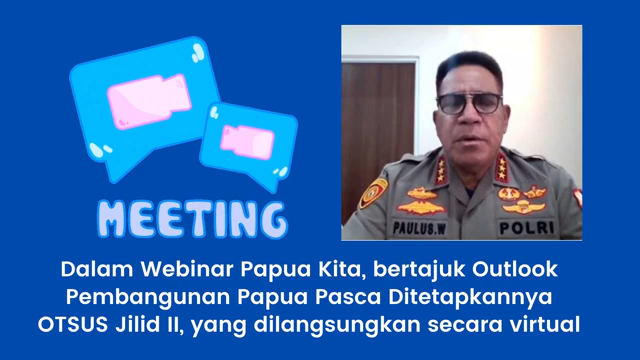 MEETING
PAULUS.W
POLRI
Dalam Webinar Papua Kita, bertajuk Outlook
Pembangunan Papua Pasca Ditetapkannya
OTSUS Jilid II, yang dilangsungkan secara virtual